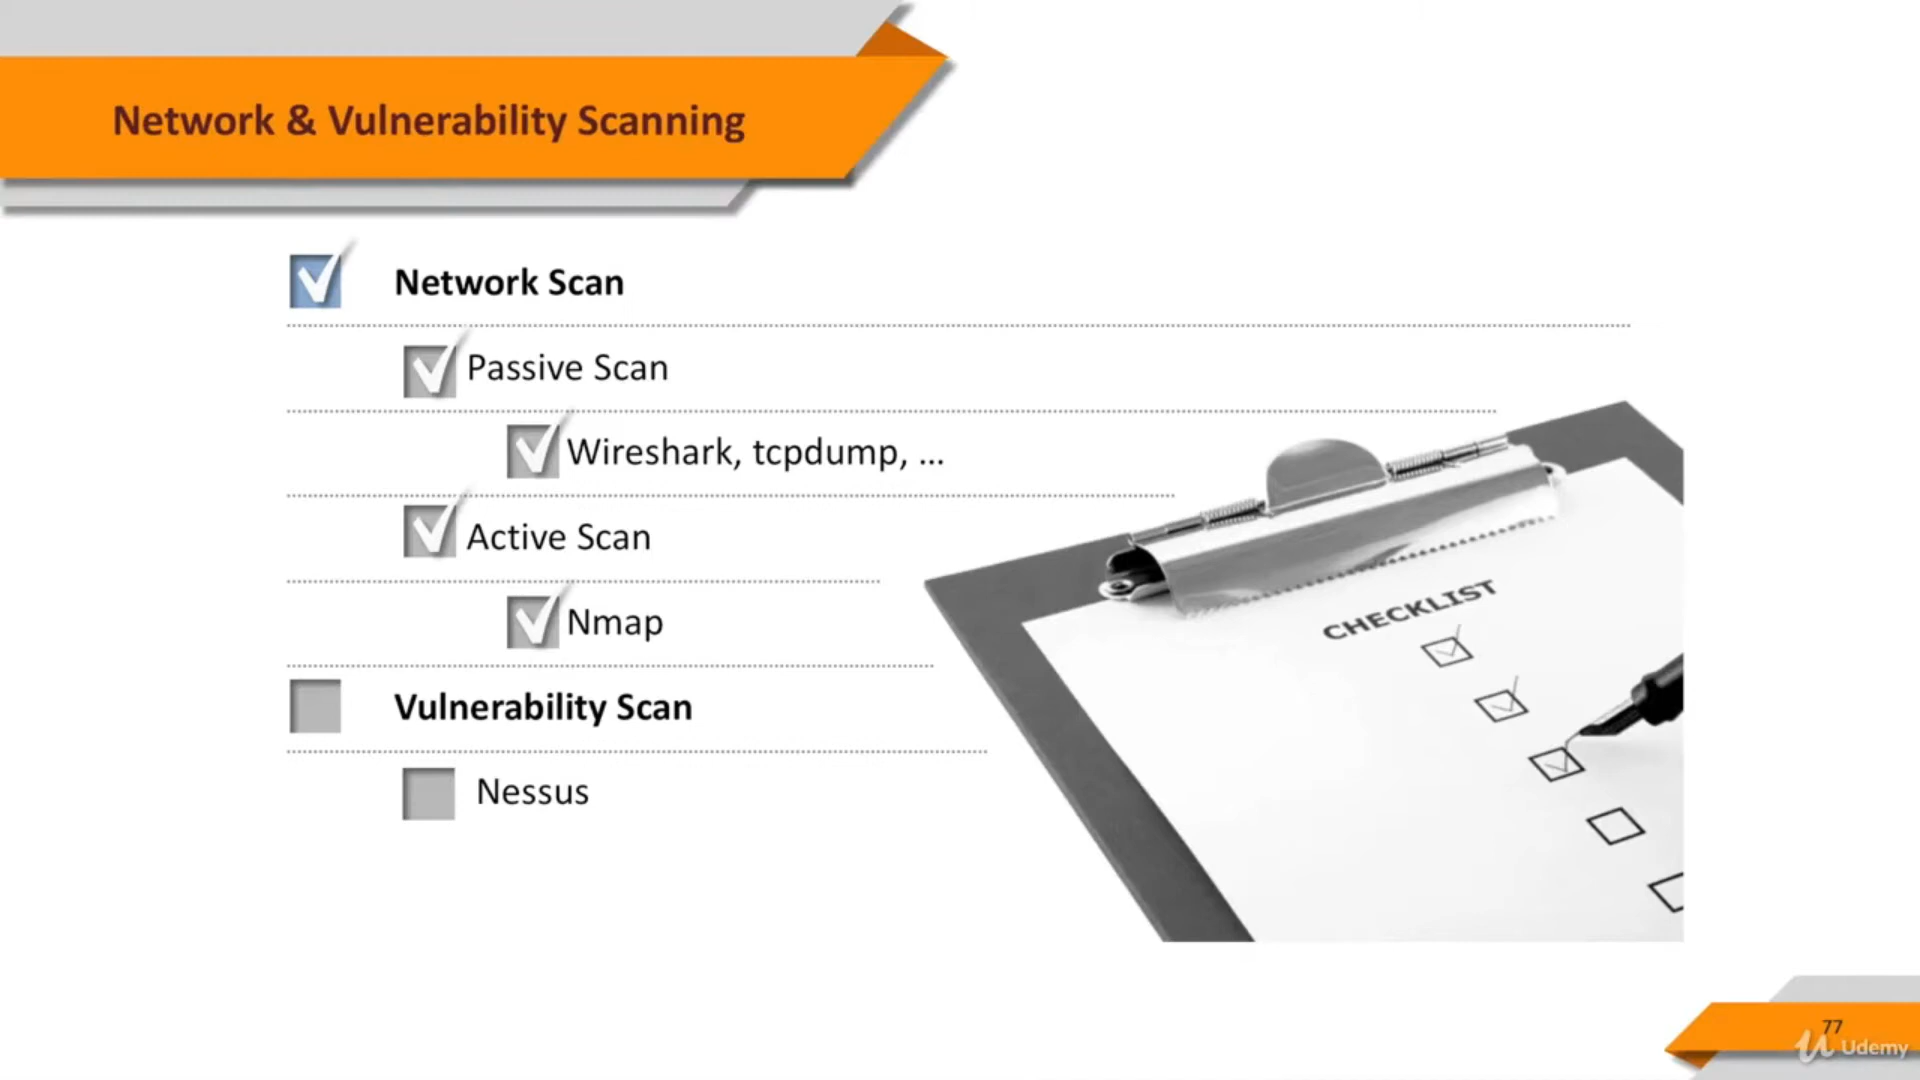 Network & Vulnerability Scanning
Network Scan
Passive Scan
Wireshark, tcpdump, ...
Active Scan
Nmap
Vulnerability Scan
Nessus
CHECKLIST
77
Udemy